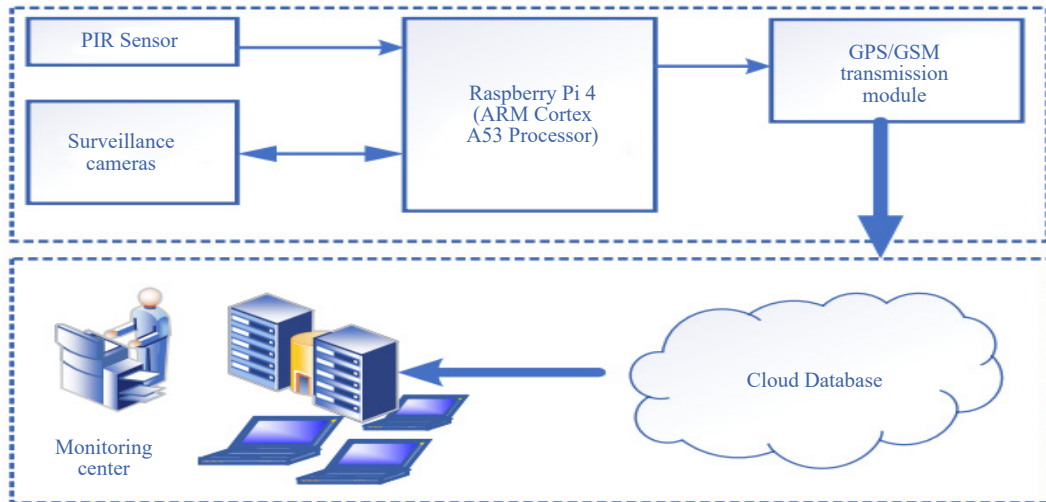 PIR Sensor
Surveillance
cameras
Raspberry Pi 4
(ARM Cortex
A53 Processor)
GPS/GSM
transmission
module
Monitoring
center
Cloud Database